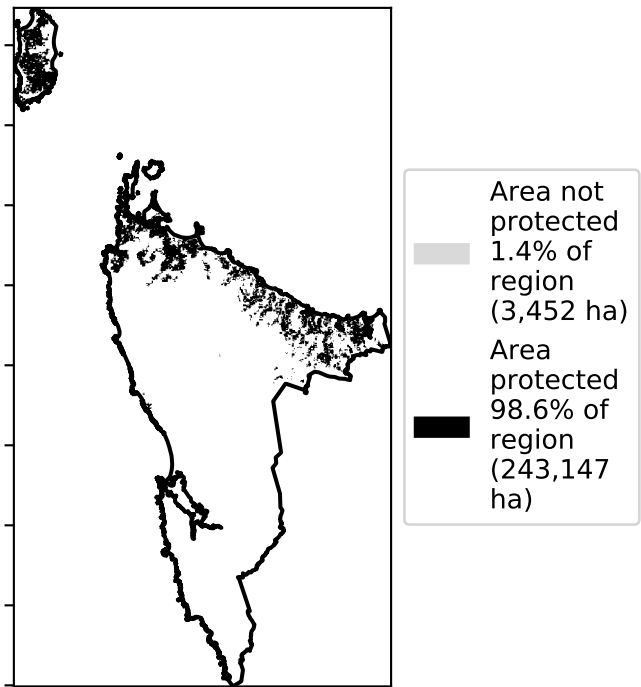 Area not
protected
1.4% of
region
(3,452 ha)
Area
protected
98.6% of
region
(243,147
ha)